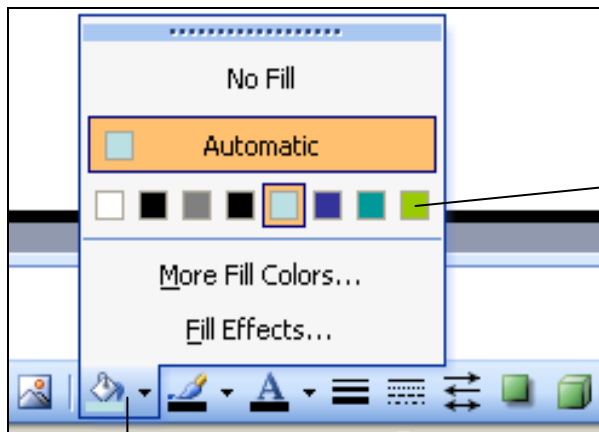 No Fill
Automatic
More Fill Colors...
Fill Effects...
A